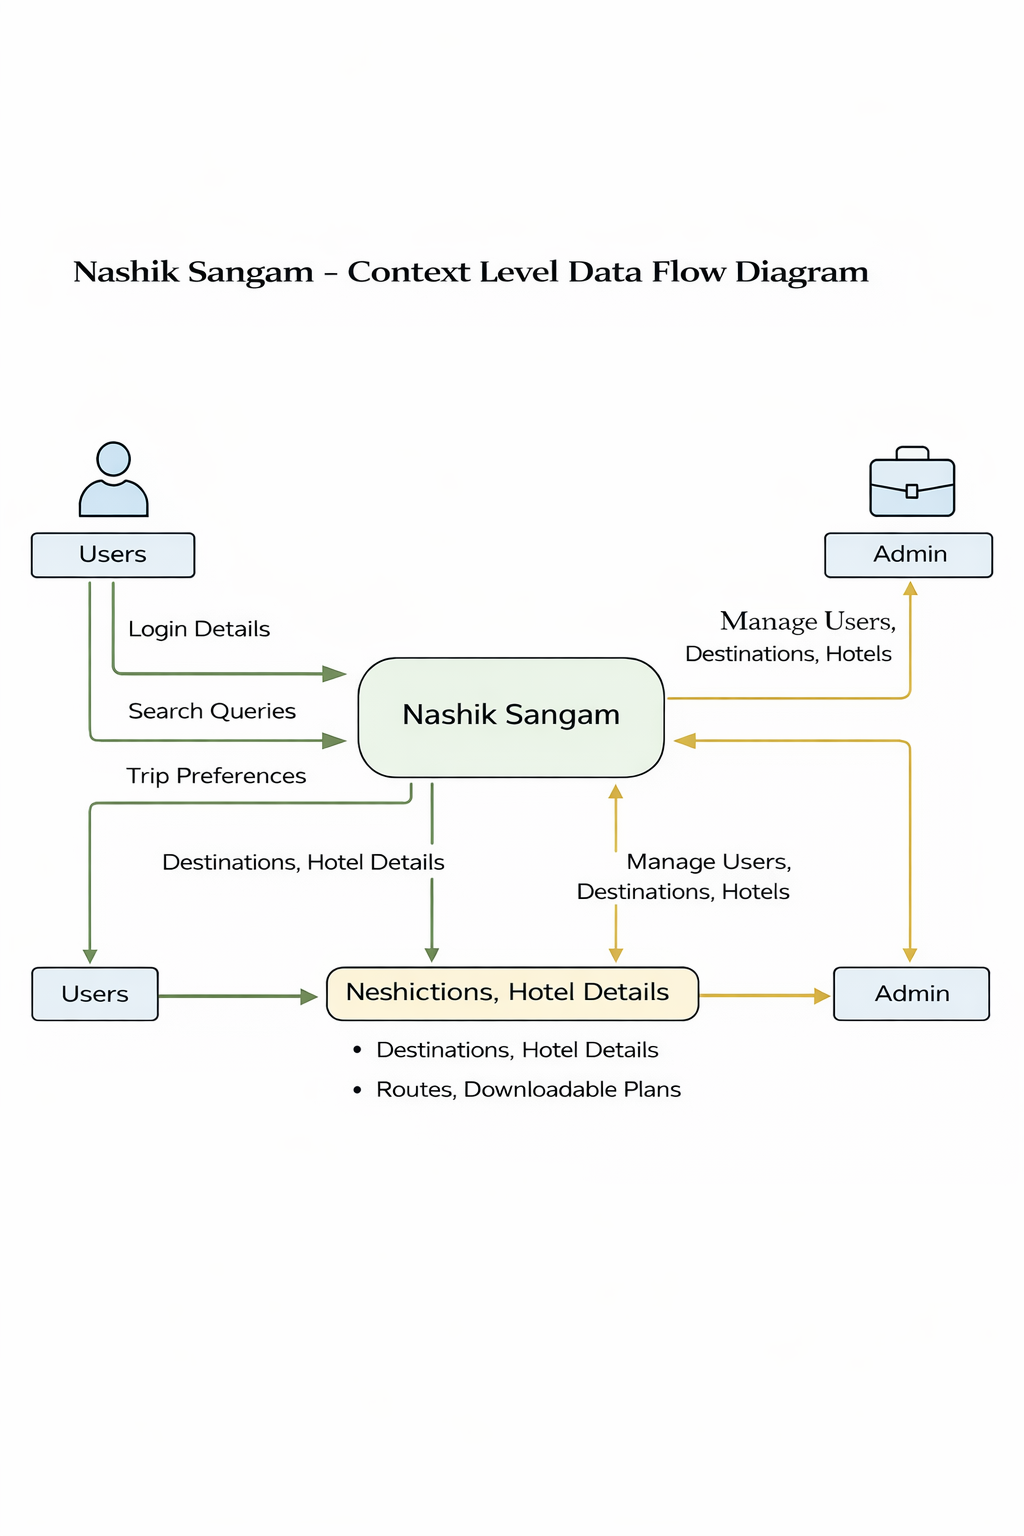 Nashik Sangam – Context Level Data Flow Diagram
Users
Admin
Login Details
Manage Users,
Destinations, Hotels
Search Queries
Nashik Sangam
Trip Preferences
Destinations, Hotel Details
Manage Users,
Destinations, Hotels
Users
Neshictions, Hotel Details
Admin
• Destinations, Hotel Details
• Routes, Downloadable Plans